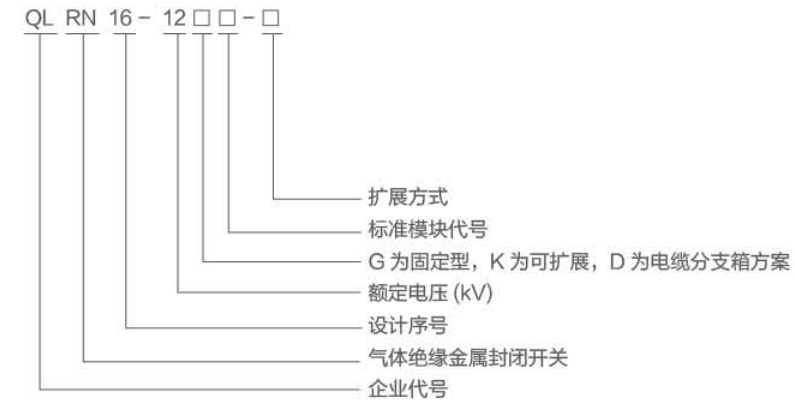 QL RN 16-12□□-□
扩展方式
标准模块代号
G 为固定型，K 为可扩展，D 为电缆分支箱方案
额定电压 (kV)
设计序号
气体绝缘金属封闭开关
企业代号